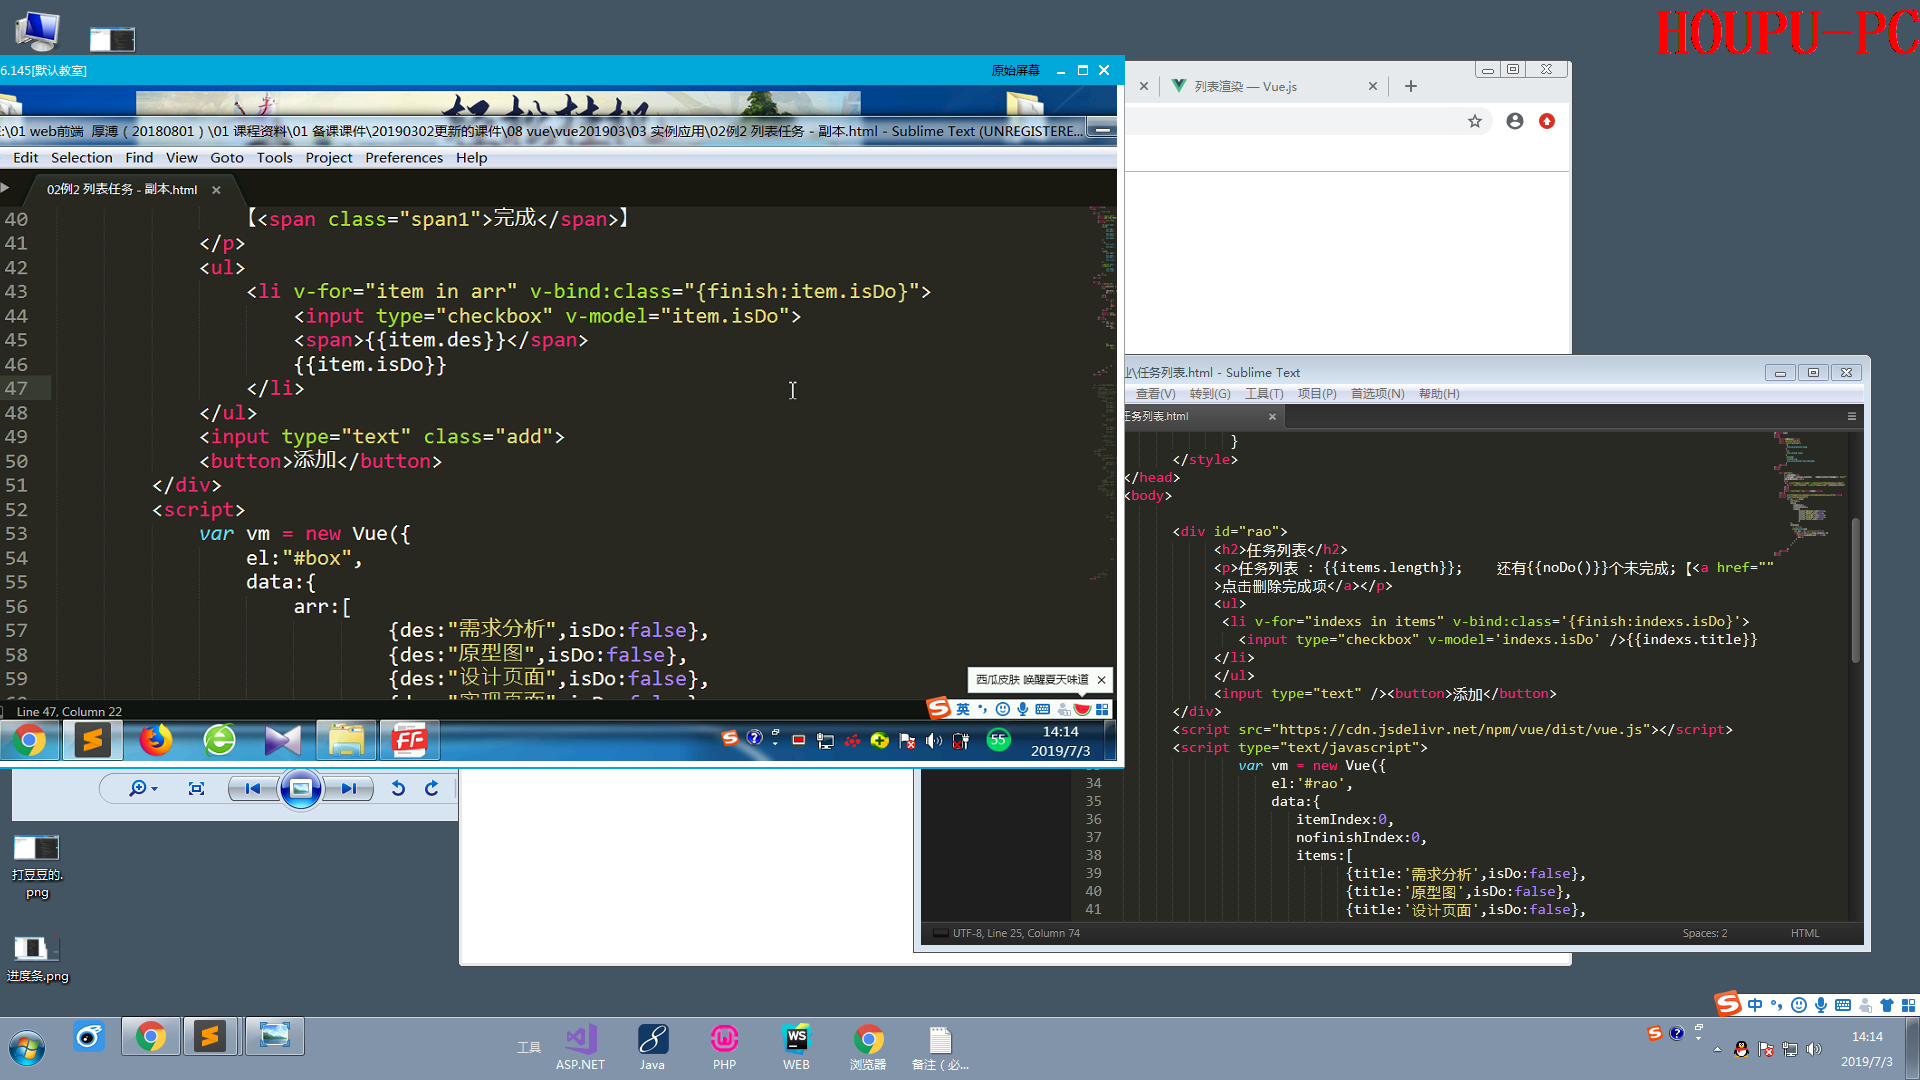 HOUPU-PC
6.145[默认教室]
原始屏幕
:\01 web前端 厚溥（20180801）\01 课程资料\01 备课课件\20190302更新的课件\08 vue\vue201903\03 实例应用\02例2 列表任务 - 副本.html - Sublime Text (UNREGISTERE...
Edit Selection Find View Goto Tools Project Preferences Help
02例2 列表任务 - 副本.html
40 【<span class="span1">完成</span>】
41 </p>
42 <ul>
43 <li v-for="item in arr" v-bind:class="{finish:item.isDo}">
44 <input type="checkbox" v-model="item.isDo">
45 <span>{{item.des}}</span>
46 {{item.isDo}}
47 </li>
48 </ul>
49 <input type="text" class="add">
50 <button>添加</button>
51 </div>
52 <script>
53 var vm = new Vue({
54 el:"#box",
55 data:{
56 arr:[
57 {des:"需求分析",isDo:false},
58 {des:"原型图",isDo:false},
59 {des:"设计页面",isDo:false},
西瓜皮肤 唤醒夏天味道
Line 47, Column 22
英
55
14:14
2019/7/3
列表渲染 — Vue.js
业\任务列表.html - Sublime Text
查看(V) 转到(G) 工具(T) 项目(P) 首选项(N) 帮助(H)
任务列表.html
}
</style>
</head>
<body>
<div id="rao">
<h2>任务列表</h2>
<p>任务列表 : {{items.length}}; 还有{{noDo()}}个未完成;【<a href=""
>点击删除完成项</a></p>
<ul>
<li v-for="indexs in items" v-bind:class='{finish:indexs.isDo}'>
<input type="checkbox" v-model='indexs.isDo' />{{indexs.title}}
</li>
</ul>
<input type="text" /><button>添加</button>
</div>
<script src="https://cdn.jsdelivr.net/npm/vue/dist/vue.js"></script>
<script type="text/javascript">
var vm = new Vue({
34 el:'#rao',
35 data:{
36 itemIndex:0,
37 nofinishIndex:0,
38 items:[
39 {title:'需求分析',isDo:false},
40 {title:'原型图',isDo:false},
41 {title:'设计页面',isDo:false},
UTF-8, Line 25, Column 74
Spaces: 2
HTML
打豆豆的.
png
进度条.png
中
工具
ASP.NET
Java
PHP
WEB
浏览器
备注（必...
14:14
2019/7/3